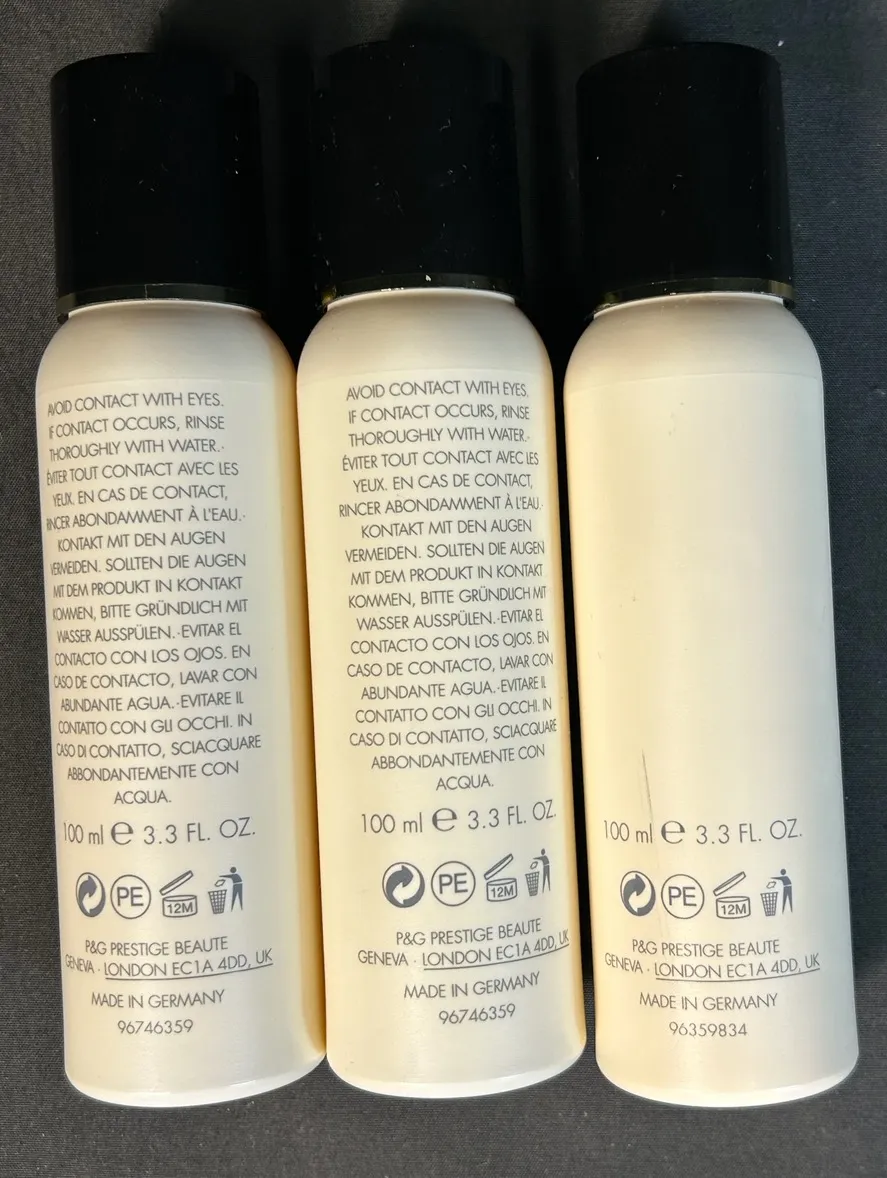 AVOID CONTACT WITH EYES.
IF CONTACT OCCURS, RINSE
THOROUGHLY WITH WATER.·
ÉVITER TOUT CONTACT AVEC LES
YEUX. EN CAS DE CONTACT,
RINCER ABONDAMMENT À L'EAU.·
KONTAKT MIT DEN AUGEN
VERMEIDEN. SOLLTEN DIE AUGEN
MIT DEM PRODUKT IN KONTAKT
KOMMEN, BITTE GRÜNDLICH MIT
WASSER AUSSPÜLEN.·EVITAR EL
CONTACTO CON LOS OJOS. EN
CASO DE CONTACTO, LAVAR CON
ABUNDANTE AGUA.·EVITARE IL
CONTATTO CON GLI OCCHI. IN
CASO DI CONTATTO, SCIACQUARE
ABBONDANTEMENTE CON
ACQUA.
100 ml e 3.3 FL. OZ.
PE 12M
P&G PRESTIGE BEAUTE
GENEVA · LONDON EC1A 4DD, UK
MADE IN GERMANY
96746359
AVOID CONTACT WITH EYES.
IF CONTACT OCCURS, RINSE
THOROUGHLY WITH WATER.·
ÉVITER TOUT CONTACT AVEC LES
YEUX. EN CAS DE CONTACT,
RINCER ABONDAMMENT À L'EAU.·
KONTAKT MIT DEN AUGEN
VERMEIDEN. SOLLTEN DIE AUGEN
MIT DEM PRODUKT IN KONTAKT
KOMMEN, BITTE GRÜNDLICH MIT
WASSER AUSSPÜLEN.·EVITAR EL
CONTACTO CON LOS OJOS. EN
CASO DE CONTACTO, LAVAR CON
ABUNDANTE AGUA.·EVITARE IL
CONTATTO CON GLI OCCHI. IN
CASO DI CONTATTO, SCIACQUARE
ABBONDANTEMENTE CON
ACQUA.
100 ml e 3.3 FL. OZ.
PE 12M
P&G PRESTIGE BEAUTE
GENEVA · LONDON EC1A 4DD, UK
MADE IN GERMANY
96746359
100 ml e 3.3 FL. OZ.
PE 12M
P&G PRESTIGE BEAUTE
GENEVA · LONDON EC1A 4DD, UK
MADE IN GERMANY
96359834